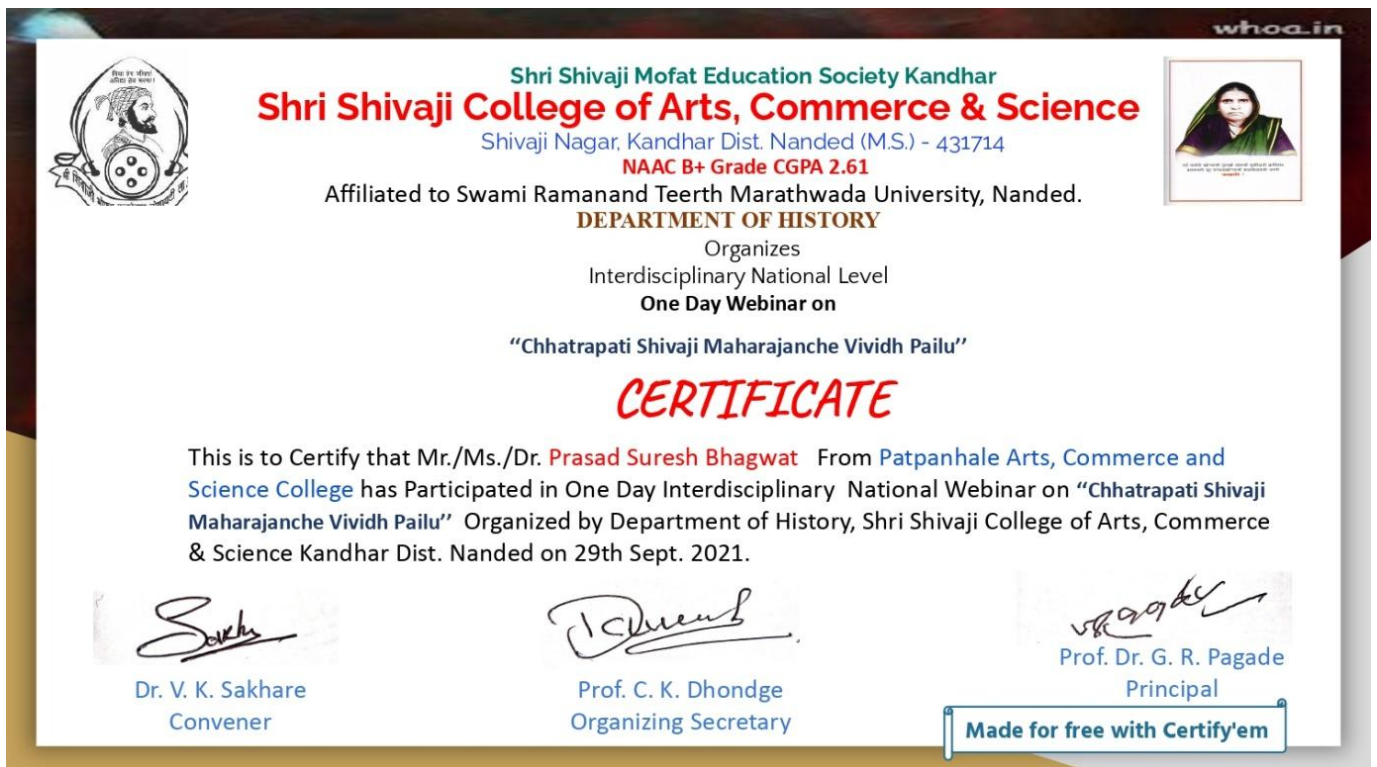 whoa.in
Shri Shivaji Mofat Education Society Kandhar
Shri Shivaji College of Arts, Commerce & Science
Shivaji Nagar, Kandhar Dist. Nanded (M.S.) - 431714
NAAC B+ Grade CGPA 2.61
Affiliated to Swami Ramanand Teerth Marathwada University, Nanded.
DEPARTMENT OF HISTORY
Organizes
Interdisciplinary National Level
One Day Webinar on
“Chhatrapati Shivaji Maharajanche Vividh Pailu’’
CERTIFICATE
This is to Certify that Mr./Ms./Dr. Prasad Suresh Bhagwat From Patpanhale Arts, Commerce and
Science College has Participated in One Day Interdisciplinary National Webinar on “Chhatrapati Shivaji
Maharajanche Vividh Pailu’’ Organized by Department of History, Shri Shivaji College of Arts, Commerce
& Science Kandhar Dist. Nanded on 29th Sept. 2021.
Dr. V. K. Sakhare
Convener
Prof. C. K. Dhondge
Organizing Secretary
Prof. Dr. G. R. Pagade
Principal
Made for free with Certify'em